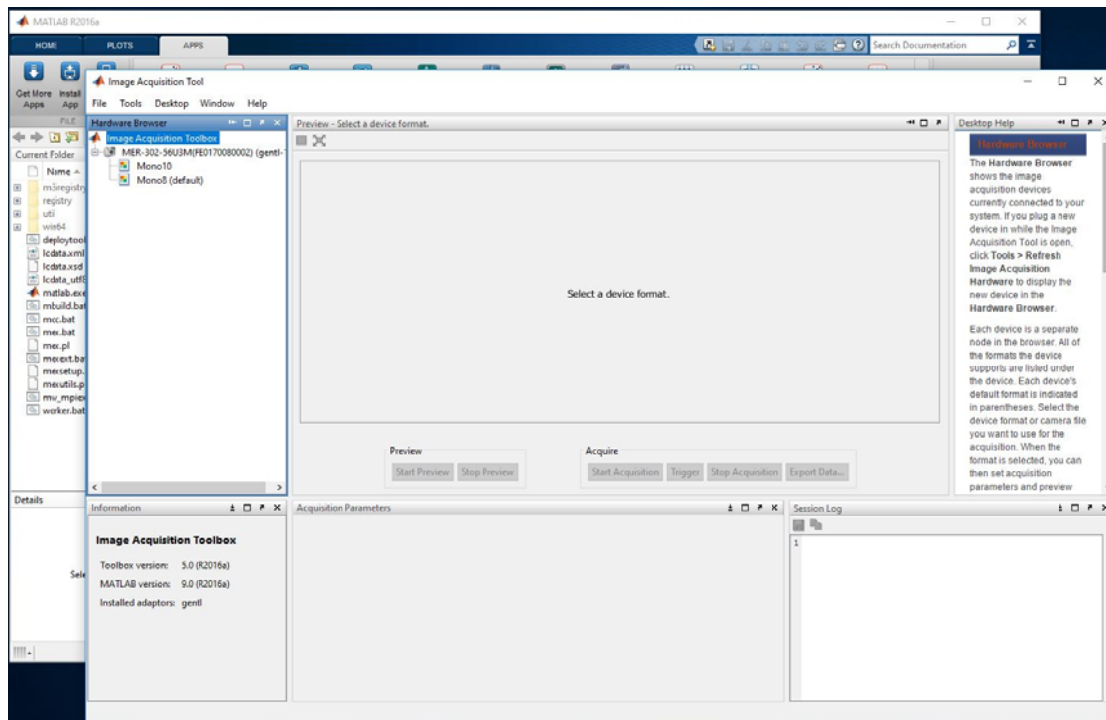 MATLAB R2016a
HOME PLOTS APPS
Search Documentation
Get More Apps
Install App
FILE
Current Folder
Name
m3iregistry
registry
uti
win64
deploytool
lcdata.xml
lcdata.xsd
lcdata_utf8
matlab.exe
mbuild.bat
mcc.bat
mex.bat
mex.pl
mexext.ba
mexsetup.
mexutils.p
mw_mpiex
worker.bat
Details
Sele
Image Acquisition Tool
File Tools Desktop Window Help
Hardware Browser
Image Acquisition Toolbox
MER-302-56U3M(FE0170080002) (gentl-
Mono10
Mono8 (default)
Preview - Select a device format.
Select a device format.
Preview
Start Preview Stop Preview
Acquire
Start Acquisition Trigger Stop Acquisition Export Data...
Desktop Help
Hardware Browser
The Hardware Browser
shows the image
acquisition devices
currently connected to your
system. If you plug a new
device in while the Image
Acquisition Tool is open,
click Tools > Refresh
Image Acquisition
Hardware to display the
new device in the
Hardware Browser.
Each device is a separate
node in the browser. All of
the formats the device
supports are listed under
the device. Each device's
default format is indicated
in parentheses. Select the
device format or camera file
you want to use for the
acquisition. When the
format is selected, you can
then set acquisition
parameters and preview
Information
Image Acquisition Toolbox
Toolbox version: 5.0 (R2016a)
MATLAB version: 9.0 (R2016a)
Installed adaptors: gentl
Acquisition Parameters
Session Log
1